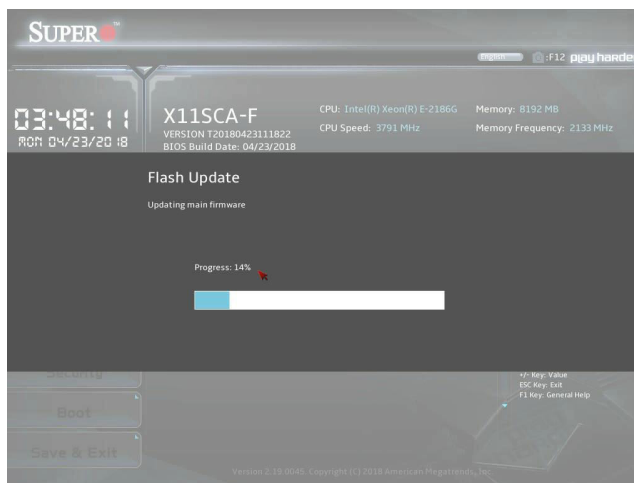 SUPER
English :F12 play harde
03:48:11
MON 04/23/2018
X11SCA-F
VERSION T20180423111822
BIOS Build Date: 04/23/2018
CPU: Intel(R) Xeon(R) E-2186G
CPU Speed: 3791 MHz
Memory: 8192 MB
Memory Frequency: 2133 MHz
Flash Update
Updating main firmware
Progress: 14%
Security
Boot
Save & Exit
+/- Key: Value
ESC Key: Exit
F1 Key: General Help
Version 2.19.0045. Copyright (C) 2018 American Megatrends, Inc.